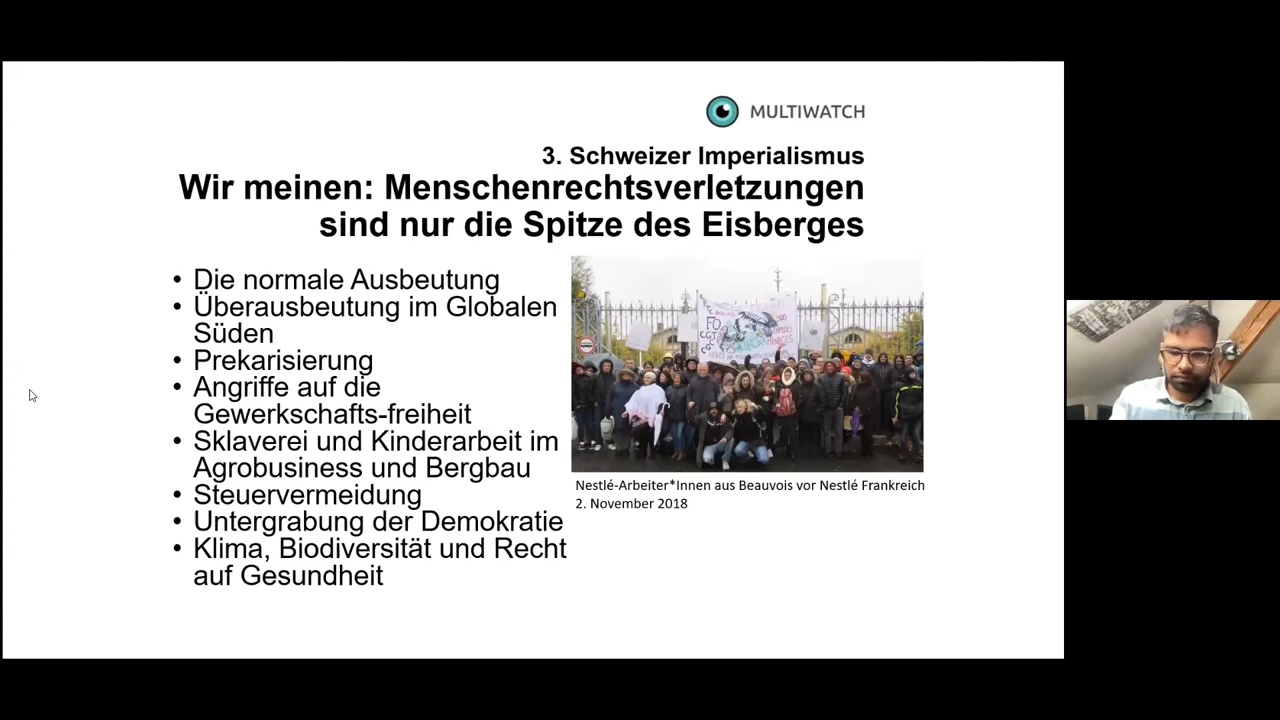 MULTIWATCH
3. Schweizer Imperialismus
Wir meinen: Menschenrechtsverletzungen
sind nur die Spitze des Eisberges
• Die normale Ausbeutung
• Überausbeutung im Globalen
Süden
• Prekarisierung
• Angriffe auf die
Gewerkschafts-freiheit
• Sklaverei und Kinderarbeit im
Agrobusiness und Bergbau
• Steuervermeidung
• Untergrabung der Demokratie
• Klima, Biodiversität und Recht
auf Gesundheit
FO
Nestlé-Arbeiter*Innen aus Beauvois vor Nestlé Frankreich
2. November 2018